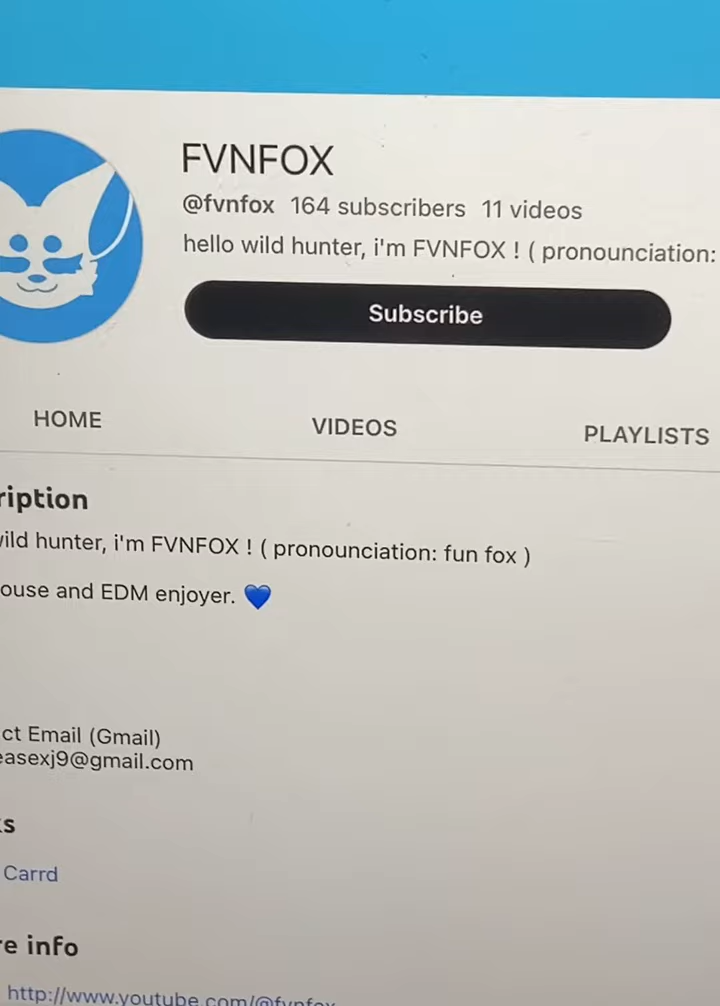 FVNFOX
@fvnfox 164 subscribers 11 videos
hello wild hunter, i'm FVNFOX ! ( pronounciation:
Subscribe
HOME VIDEOS PLAYLISTS
ription
ild hunter, i'm FVNFOX ! ( pronounciation: fun fox )
ouse and EDM enjoyer. 💙
ct Email (Gmail)
easexj9@gmail.com
s
Carrd
re info
http://www.youtube.com/@fvnfox